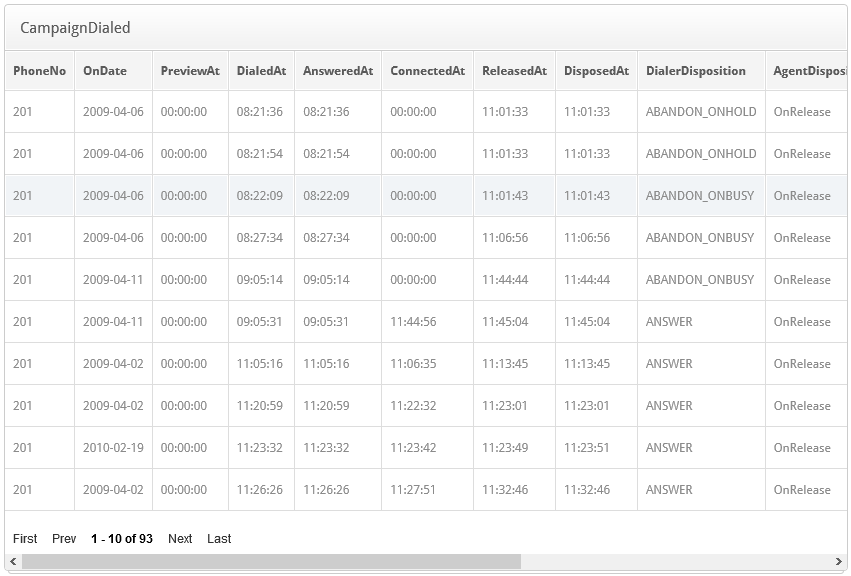 CampaignDialed
PhoneNo OnDate PreviewAt DialedAt AnsweredAt ConnectedAt ReleasedAt DisposedAt DialerDisposition AgentDisposi
201 2009-04-06 00:00:00 08:21:36 08:21:36 00:00:00 11:01:33 11:01:33 ABANDON_ONHOLD OnRelease
201 2009-04-06 00:00:00 08:21:54 08:21:54 00:00:00 11:01:33 11:01:33 ABANDON_ONHOLD OnRelease
201 2009-04-06 00:00:00 08:22:09 08:22:09 00:00:00 11:01:43 11:01:43 ABANDON_ONBUSY OnRelease
201 2009-04-06 00:00:00 08:27:34 08:27:34 00:00:00 11:06:56 11:06:56 ABANDON_ONBUSY OnRelease
201 2009-04-11 00:00:00 09:05:14 09:05:14 00:00:00 11:44:44 11:44:44 ABANDON_ONBUSY OnRelease
201 2009-04-11 00:00:00 09:05:31 09:05:31 11:44:56 11:45:04 11:45:04 ANSWER OnRelease
201 2009-04-02 00:00:00 11:05:16 11:05:16 11:06:35 11:13:45 11:13:45 ANSWER OnRelease
201 2009-04-02 00:00:00 11:20:59 11:20:59 11:22:32 11:23:01 11:23:01 ANSWER OnRelease
201 2010-02-19 00:00:00 11:23:32 11:23:32 11:23:42 11:23:49 11:23:51 ANSWER OnRelease
201 2009-04-02 00:00:00 11:26:26 11:26:26 11:27:51 11:32:46 11:32:46 ANSWER OnRelease
First Prev 1 - 10 of 93 Next Last